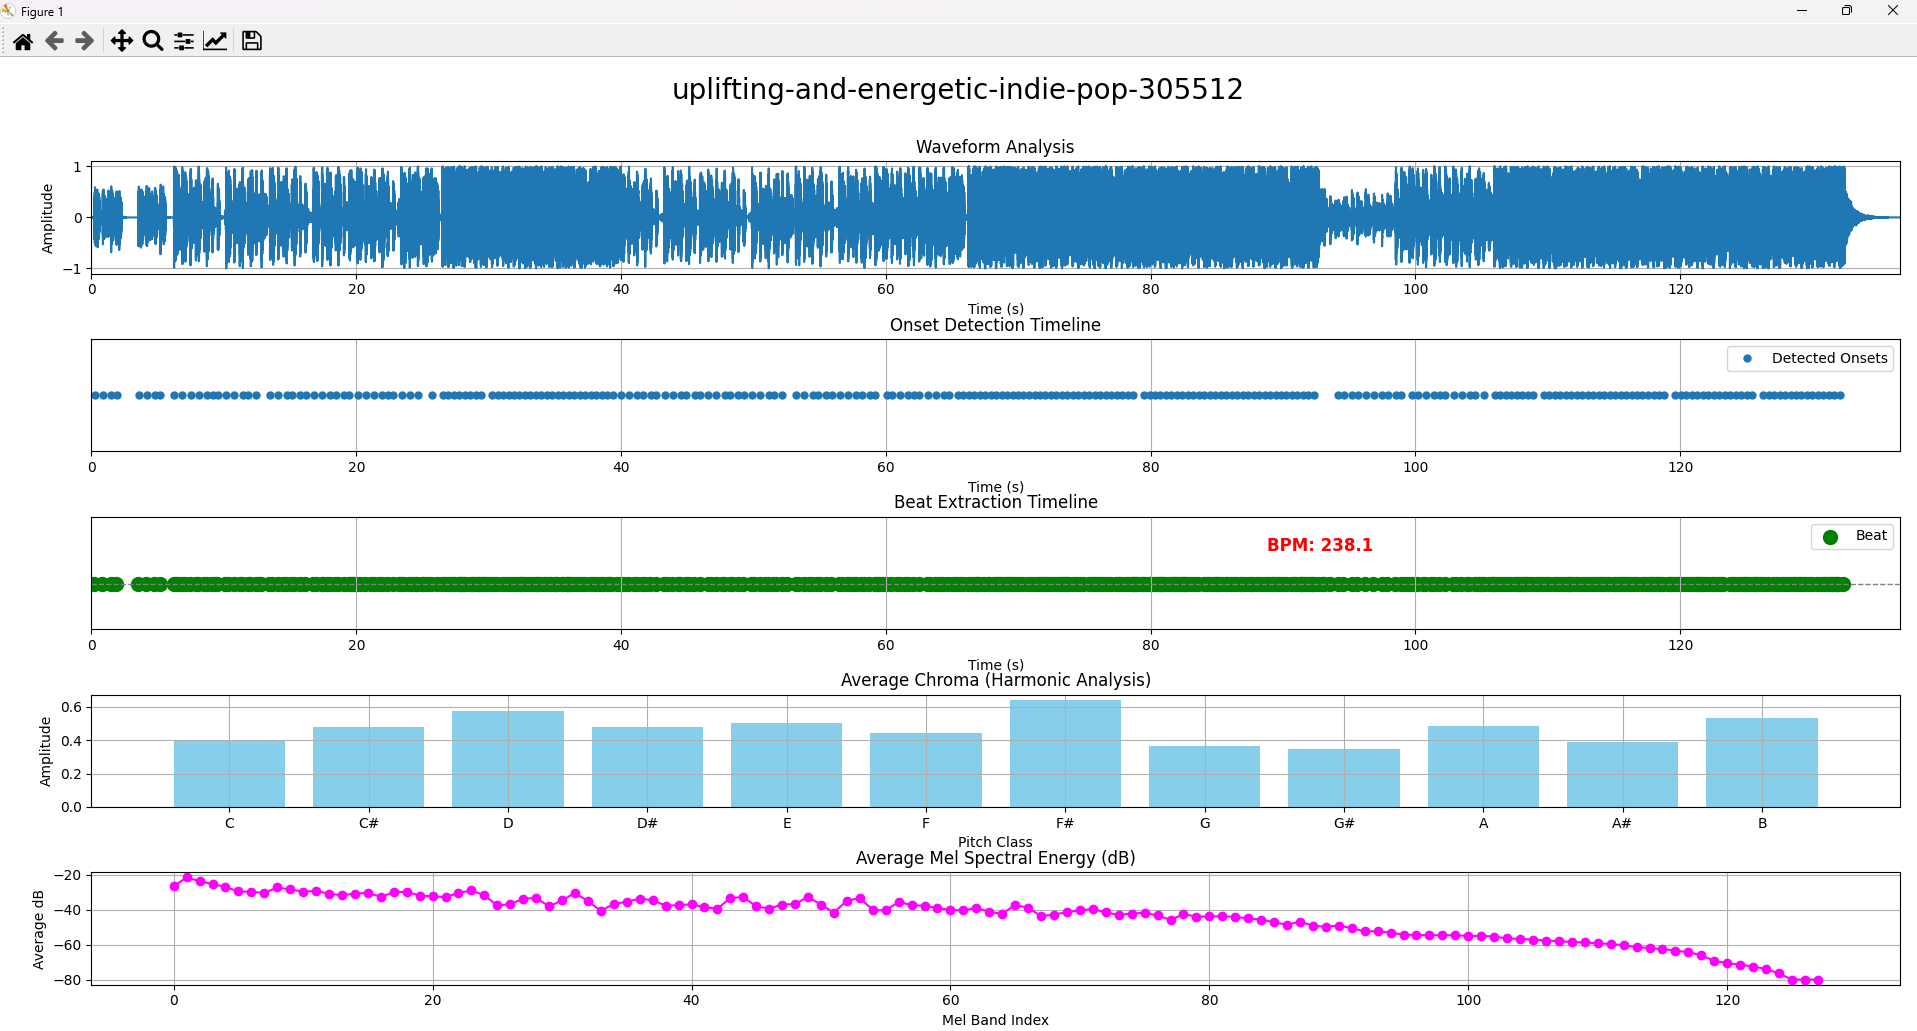 Figure 1
uplifting-and-energetic-indie-pop-305512
Waveform Analysis
1
0
−1
Amplitude
0 20 40 60 80 100 120
Time (s)
Onset Detection Timeline
Detected Onsets
0 20 40 60 80 100 120
Time (s)
Beat Extraction Timeline
BPM: 238.1
Beat
0 20 40 60 80 100 120
Time (s)
Average Chroma (Harmonic Analysis)
0.6
0.4
0.2
0.0
Amplitude
C C# D D# E F F# G G# A A# B
Pitch Class
Average Mel Spectral Energy (dB)
−20
−40
−60
−80
Average dB
0 20 40 60 80 100 120
Mel Band Index